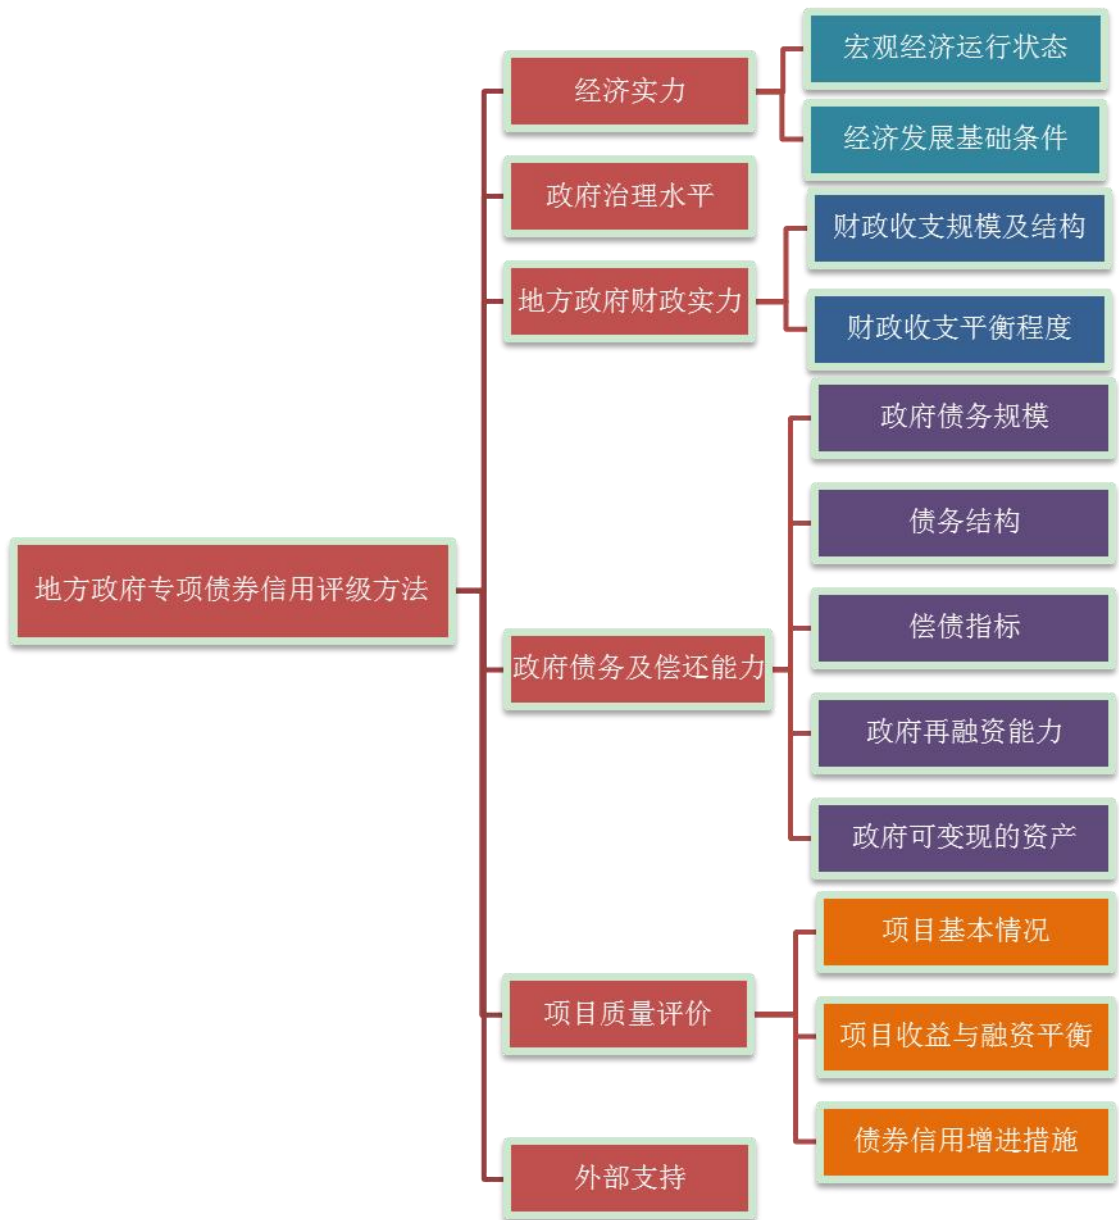 地方政府专项债券信用评级方法
经济实力
宏观经济运行状态
经济发展基础条件
政府治理水平
地方政府财政实力
财政收支规模及结构
财政收支平衡程度
政府债务及偿还能力
政府债务规模
债务结构
偿债指标
政府再融资能力
政府可变现的资产
项目质量评价
项目基本情况
项目收益与融资平衡
债券信用增进措施
外部支持